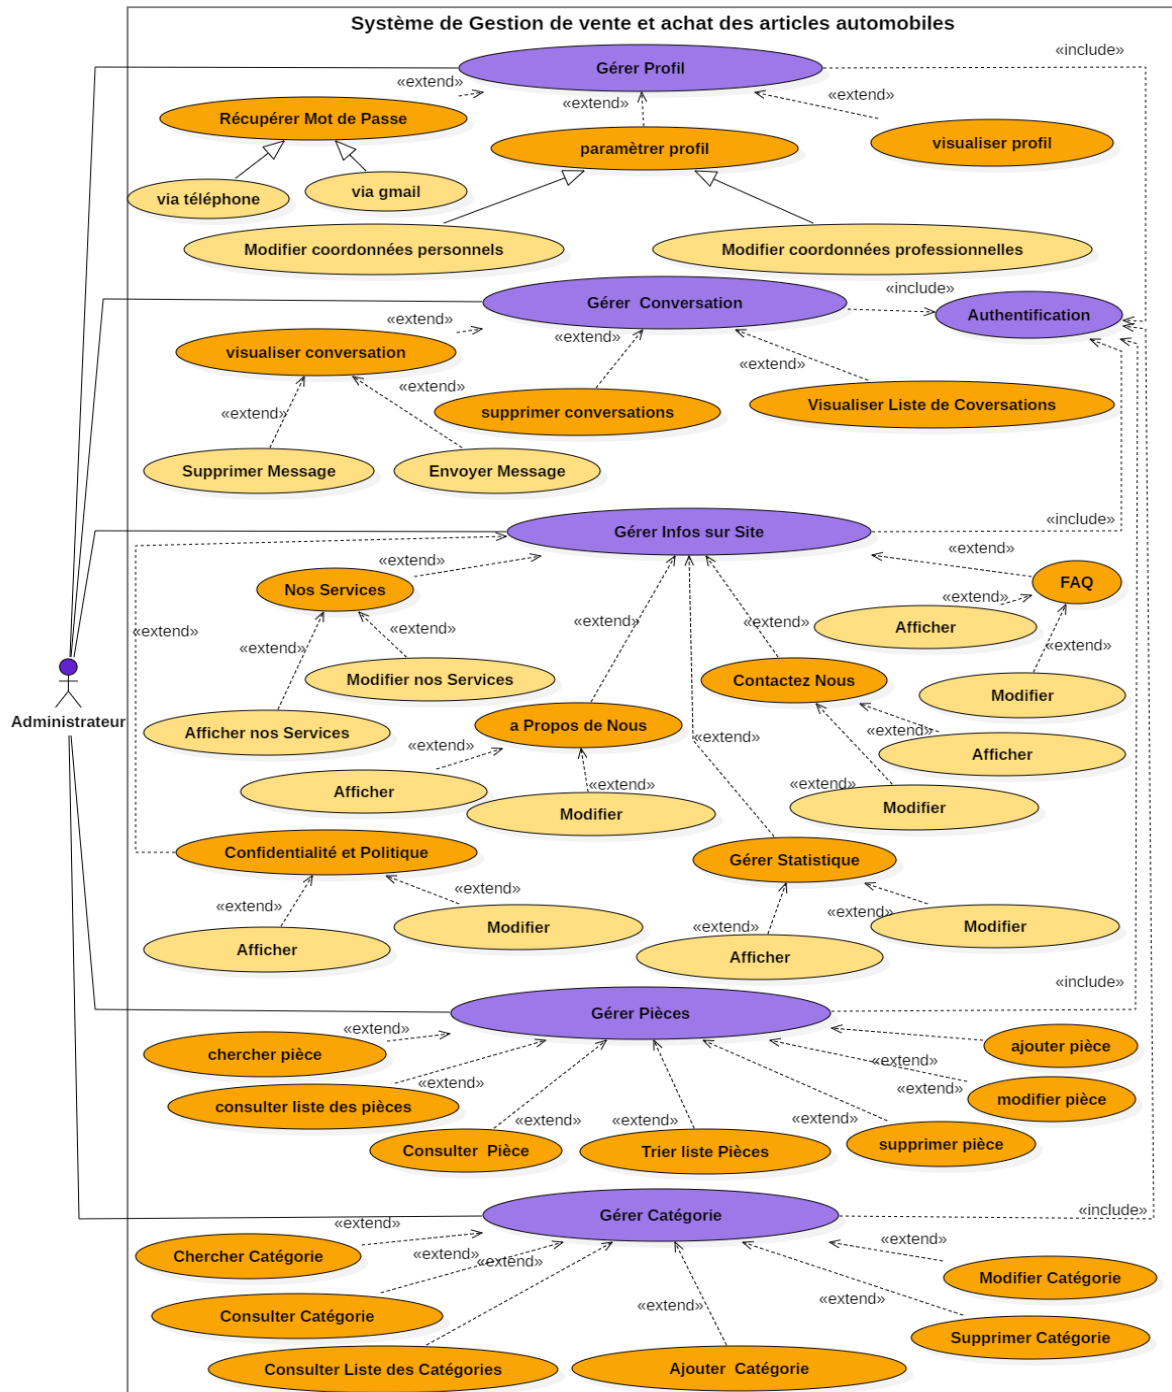 Système de Gestion de vente et achat des articles automobiles
«include»
Gérer Profil
«extend»
«extend»
«extend»
Récupérer Mot de Passe
paramètrer profil
visualiser profil
via téléphone
via gmail
Modifier coordonnées personnels
Modifier coordonnées professionnelles
«include»
Gérer  Conversation
Authentification
«extend»
«extend»
visualiser conversation
«extend»
«extend»
«extend»
supprimer conversations
Visualiser Liste de Coversations
Supprimer Message
Envoyer Message
«include»
Gérer Infos sur Site
«extend»
«extend»
Nos Services
FAQ
«extend»
«extend»
«extend»
«extend»
«extend»
Afficher
«extend»
«extend»
Modifier nos Services
Contactez Nous
Modifier
Administrateur
Afficher nos Services
a Propos de Nous
«extend»
«extend»
«extend»
Afficher
Afficher
«extend»
«extend»
Modifier
Modifier
Confidentialité et Politique
Gérer Statistique
«extend»
«extend»
«extend»
«extend»
Modifier
Modifier
Afficher
Afficher
«include»
Gérer Pièces
«extend»
chercher pièce
ajouter pièce
«extend»
«extend»
«extend»
consulter liste des pièces
modifier pièce
«extend»
«extend»
«extend»
Consulter  Pièce
Trier liste Pièces
supprimer pièce
«include»
Gérer Catégorie
«extend»
«extend»
Chercher Catégorie
«extend»
«extend»
Modifier Catégorie
«extend»
«extend»
Consulter Catégorie
Supprimer Catégorie
Consulter Liste des Catégories
Ajouter  Catégorie